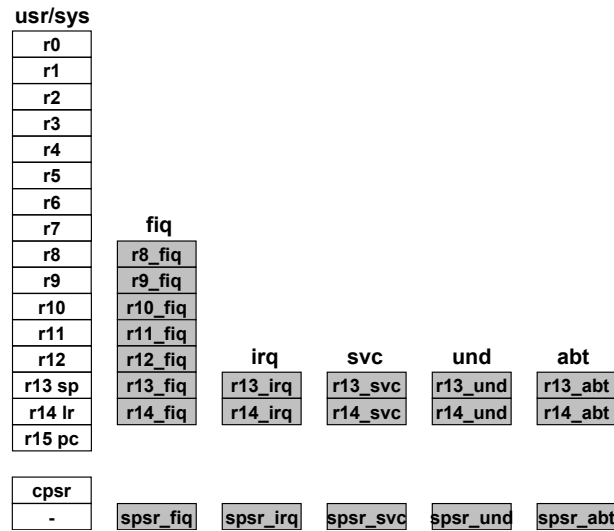 usr/sys
r0
r1
r2
r3
r4
r5
r6
r7 fiq
r8 r8_fiq
r9 r9_fiq
r10 r10_fiq
r11 r11_fiq
r12 r12_fiq irq svc und abt
r13 sp r13_fiq r13_irq r13_svc r13_und r13_abt
r14 lr r14_fiq r14_irq r14_svc r14_und r14_abt
r15 pc
cpsr
- spsr_fiq spsr_irq spsr_svc spsr_und spsr_abt